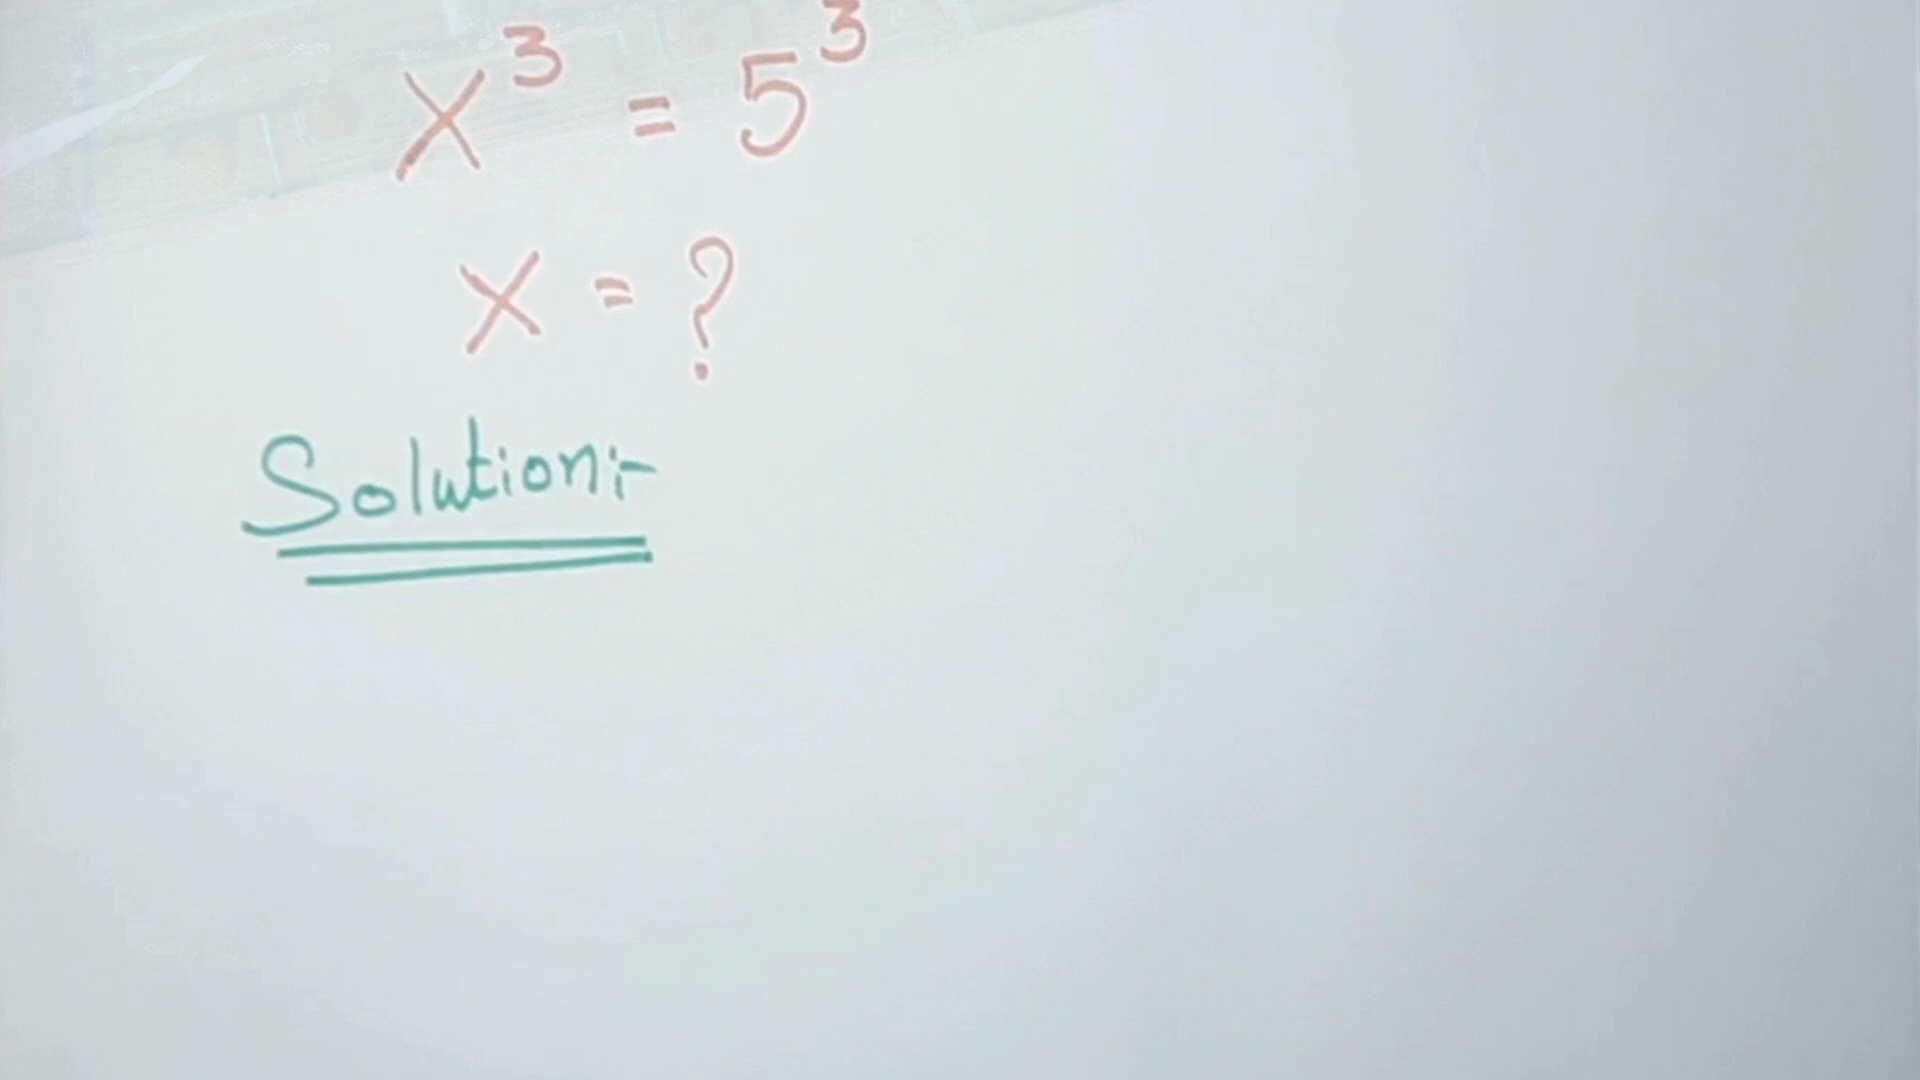 X³ = 5³
X = ?
Solution:-